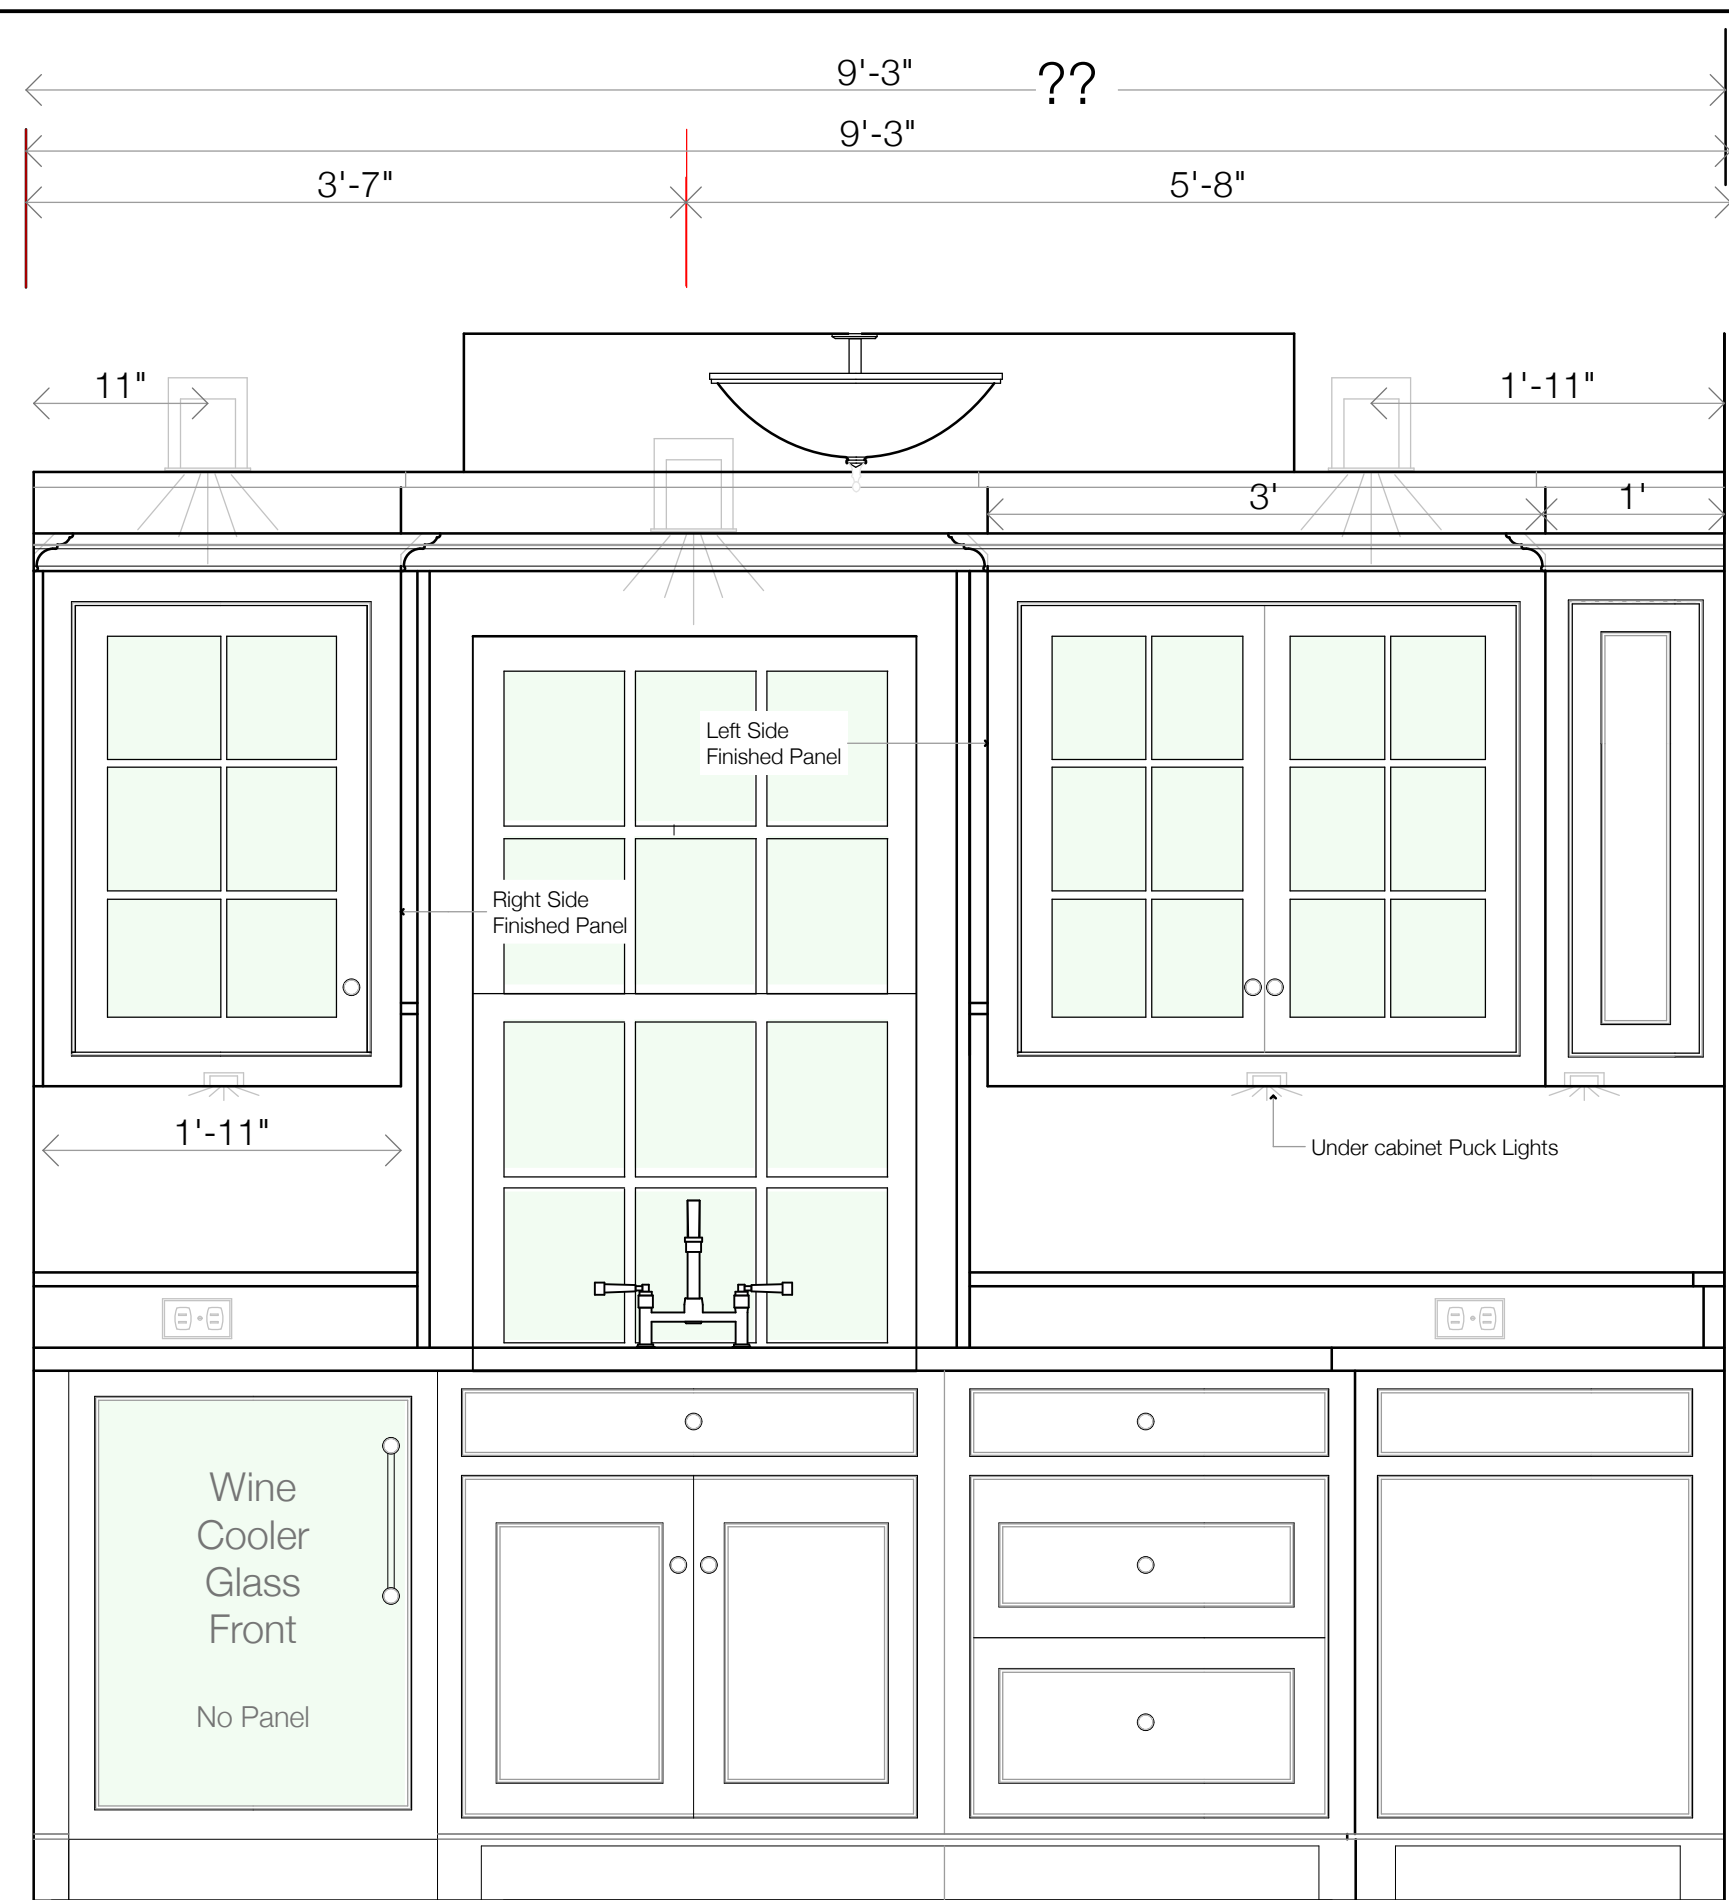 9'-3" ??
9'-3"
3'-7" 5'-8"
11" 1'-11"
3' 1'
Left Side
Finished Panel
Right Side
Finished Panel
1'-11"
Under cabinet Puck Lights
Wine
Cooler
Glass
Front
No Panel